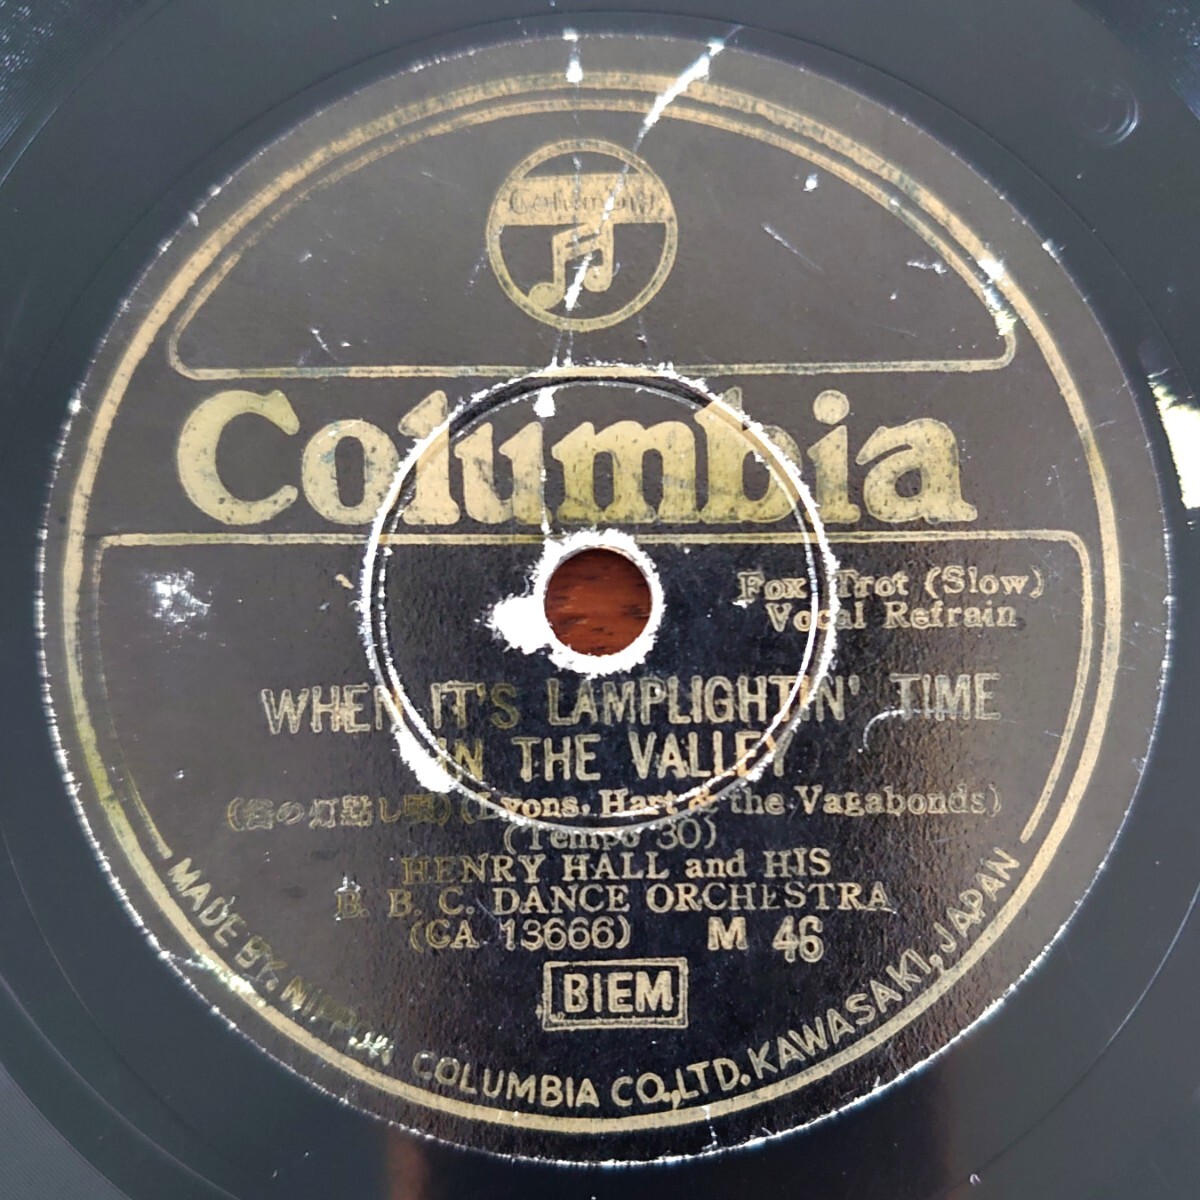 Columbia
Columbia
Fox Trot (Slow)
Vocal Refrain
WHEN IT'S LAMPLIGHTIN' TIME
IN THE VALLEY
(Lyons, Hart & the Vagabonds)
(Tempo 30)
HENRY HALL and HIS
B. B. C. DANCE ORCHESTRA
(CA 13666) M 46
BIEM
MADE BY. NIPPON COLUMBIA CO., LTD. KAWASAKI, JAPAN